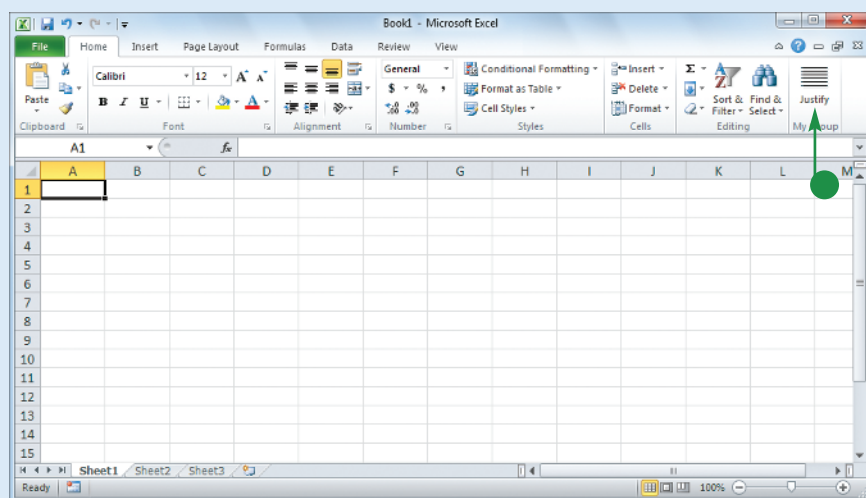 Book1 - Microsoft Excel
File Home Insert Page Layout Formulas Data Review View
Paste
Clipboard
Calibri 12
B I U
Font
Alignment
General
$ % ,
Number
Conditional Formatting
Format as Table
Cell Styles
Styles
Insert
Delete
Format
Cells
Σ
Sort & Filter
Find & Select
Editing
Justify
A1 fx
A B C D E F G H I J K L M
1
2
3
4
5
6
7
8
9
10
11
12
13
14
15
Sheet1 Sheet2 Sheet3
Ready 100%